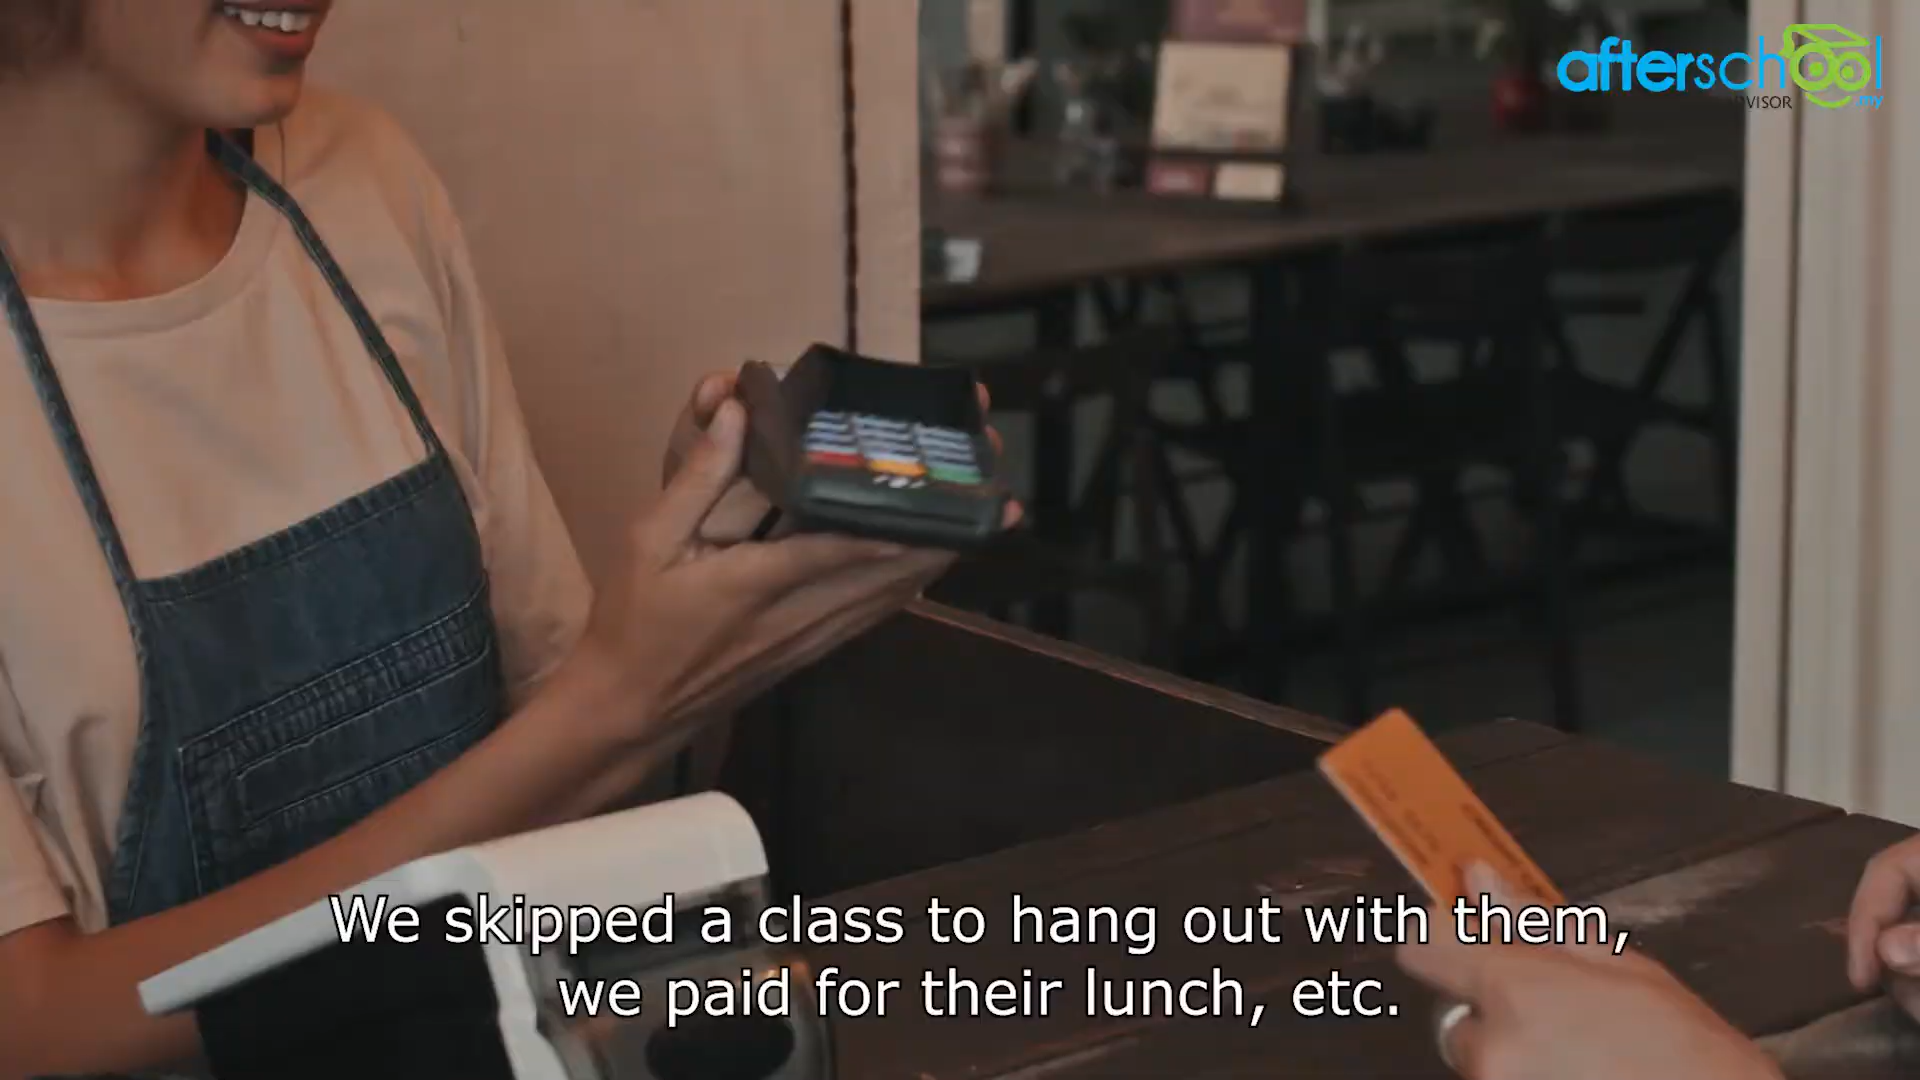 afterschool
VISOR
.my
We skipped a class to hang out with them,
we paid for their lunch, etc.